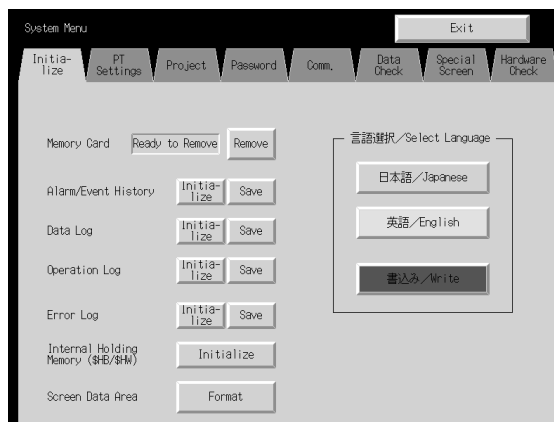 System Menu
Exit
Initia-
lize
PT
Settings
Project
Password
Comm.
Data
Check
Special
Screen
Hardware
Check
Memory Card
Ready to Remove
Remove
Alarm/Event History
Initia-
lize
Save
Data Log
Initia-
lize
Save
Operation Log
Initia-
lize
Save
Error Log
Initia-
lize
Save
Internal Holding
Memory ($HB/$HW)
Initialize
Screen Data Area
Format
言語選択／Select Language
日本語／Japanese
英語／English
書込み／Write